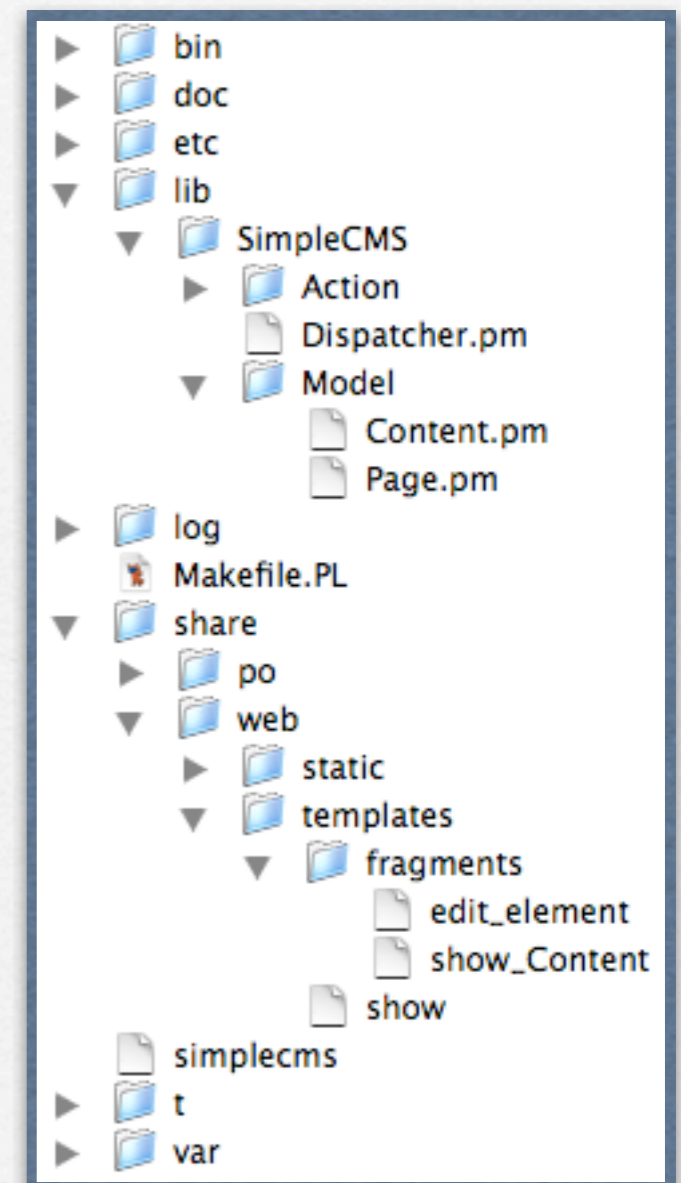 bin
doc
etc
lib
SimpleCMS
Action
Dispatcher.pm
Model
Content.pm
Page.pm
log
Makefile.PL
share
po
web
static
templates
fragments
edit_element
show_Content
show
simplecms
t
var